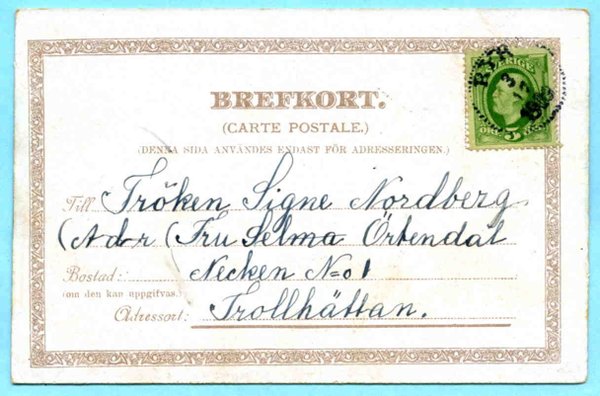 BREFKORT.
(CARTE POSTALE.)
(DENNA SIDA ANVÄNDES ENDAST FÖR ADRESSERINGEN.)
SVERIGE
ÖRE 5
Till Fröken Signe Nordberg
(Adr (Fru Selma Örtendal
Bostad: Necken No 1
(om den kan uppgifvas.)
Adressort: Trollhättan.